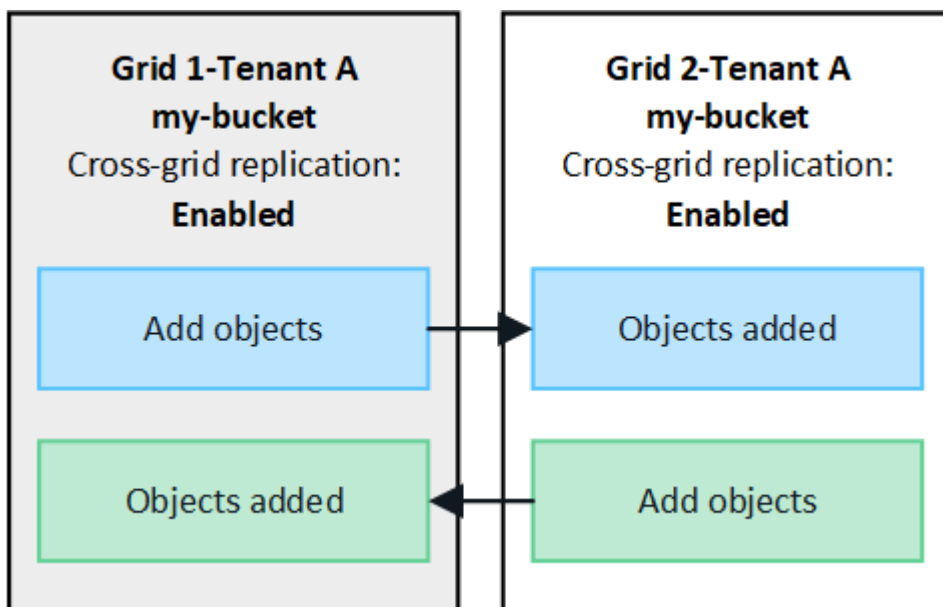 Grid 1-Tenant A
my-bucket
Cross-grid replication:
Enabled
Add objects
Objects added
Grid 2-Tenant A
my-bucket
Cross-grid replication:
Enabled
Objects added
Add objects